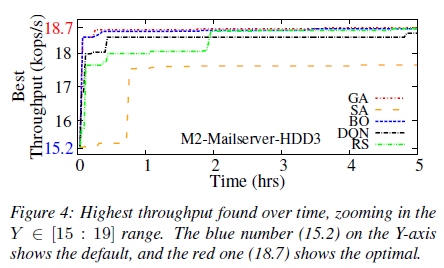 Best
Throughput (kops/s)
18.7
18
17
16
15.2
GA
SA
BO
DQN
RS
M2-Mailserver-HDD3
0 1 2 3 4 5
Time (hrs)
Figure 4: Highest throughput found over time, zooming in the
Y ∈ [15 : 19] range. The blue number (15.2) on the Y-axis
shows the default, and the red one (18.7) shows the optimal.